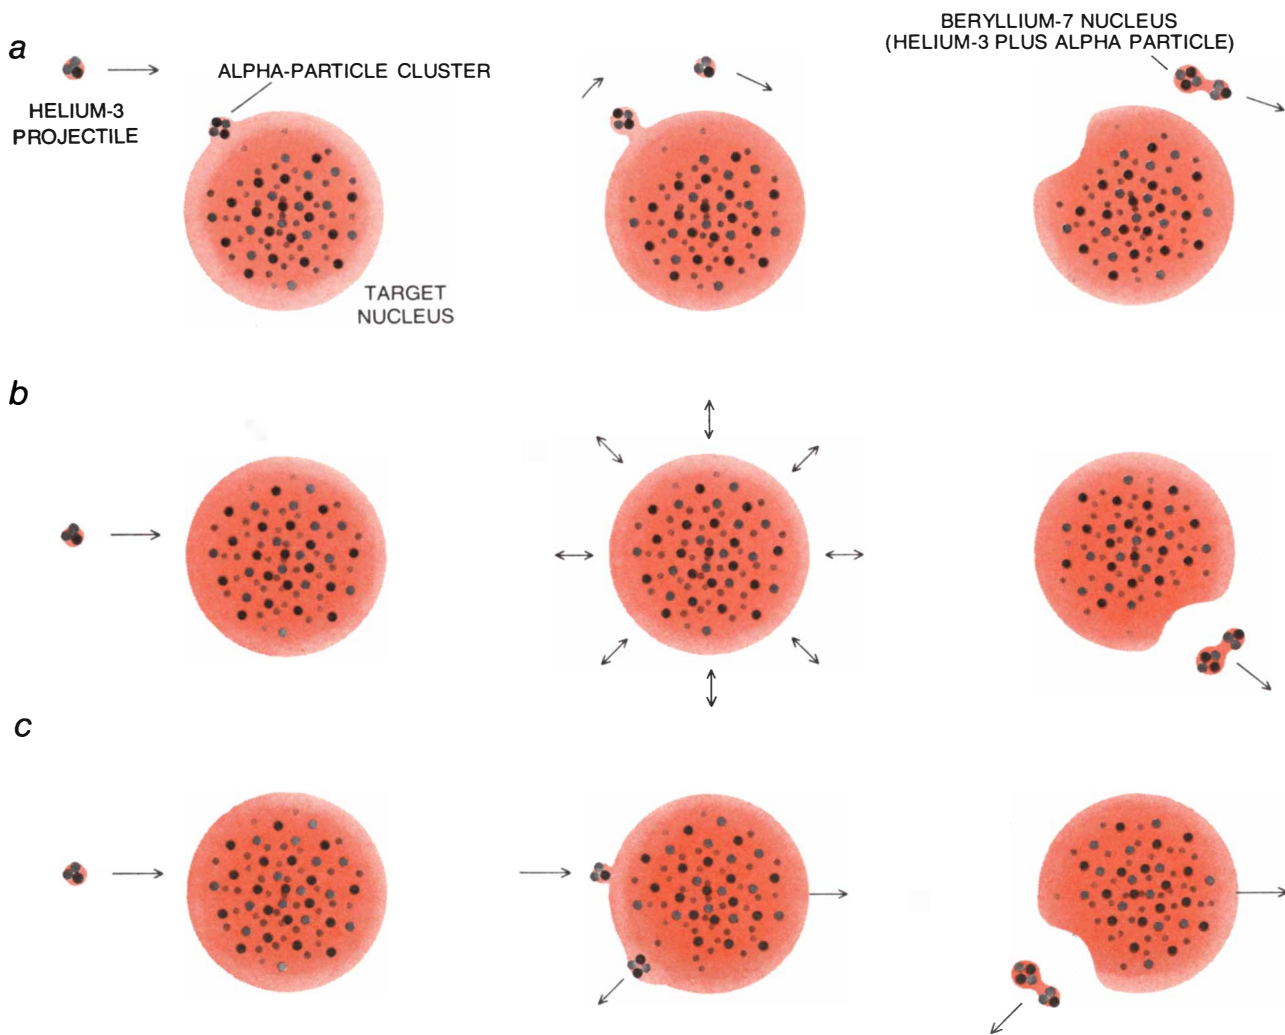 a
BERYLLIUM-7 NUCLEUS
(HELIUM-3 PLUS ALPHA PARTICLE)
ALPHA-PARTICLE CLUSTER
HELIUM-3
PROJECTILE
TARGET
NUCLEUS
b
c